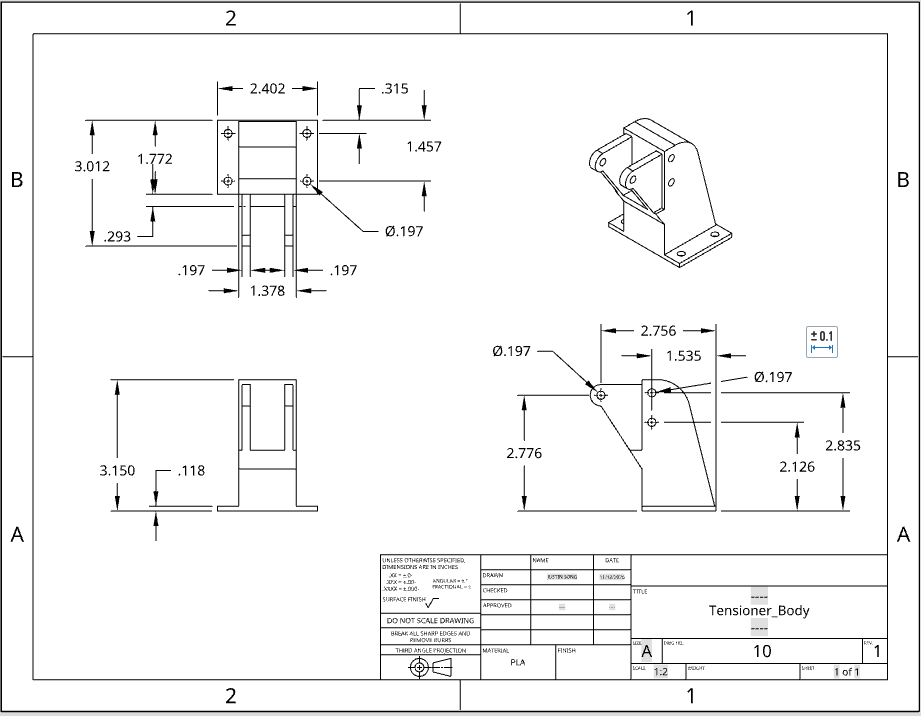 2
1
2.402
.315
1.457
3.012
1.772
B
B
Ø.197
.293
.197
.197
1.378
2.756
± 0.1
Ø.197
1.535
Ø.197
2.776
2.835
2.126
3.150
.118
A
A
UNLESS OTHERWISE SPECIFIED,
DIMENSIONS ARE IN INCHES
SURFACE FINISH
DO NOT SCALE DRAWING
BREAK ALL SHARP EDGES AND
REMOVE BURRS
THIRD ANGLE PROJECTION
NAME
DATE
DRAWN
JUSTIN SONG
CHECKED
APPROVED
MATERIAL
FINISH
PLA
TITLE
----
Tensioner_Body
----
SIZE
DWG NO.
REV.
A
10
1
SCALE
1:2
WEIGHT
SHEET
1 of 1
2
1